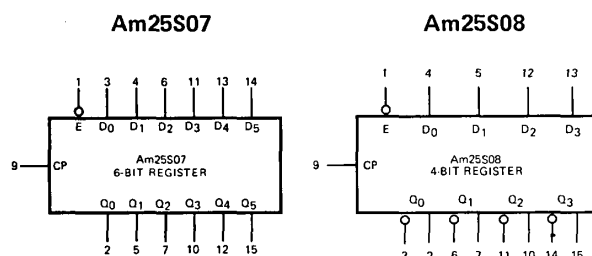 Am25S07 Am25S08
1 3 4 6 11 13 14 1 4 5 12 13
E D0 D1 D2 D3 D4 D5 E D0 D1 D2 D3
9 CP Am25S07 9 CP Am25S08
6-BIT REGISTER 4-BIT REGISTER
Q0 Q1 Q2 Q3 Q4 Q5 Q0 Q1 Q2 Q3
2 5 7 10 12 15 6 7 11 10 14 15